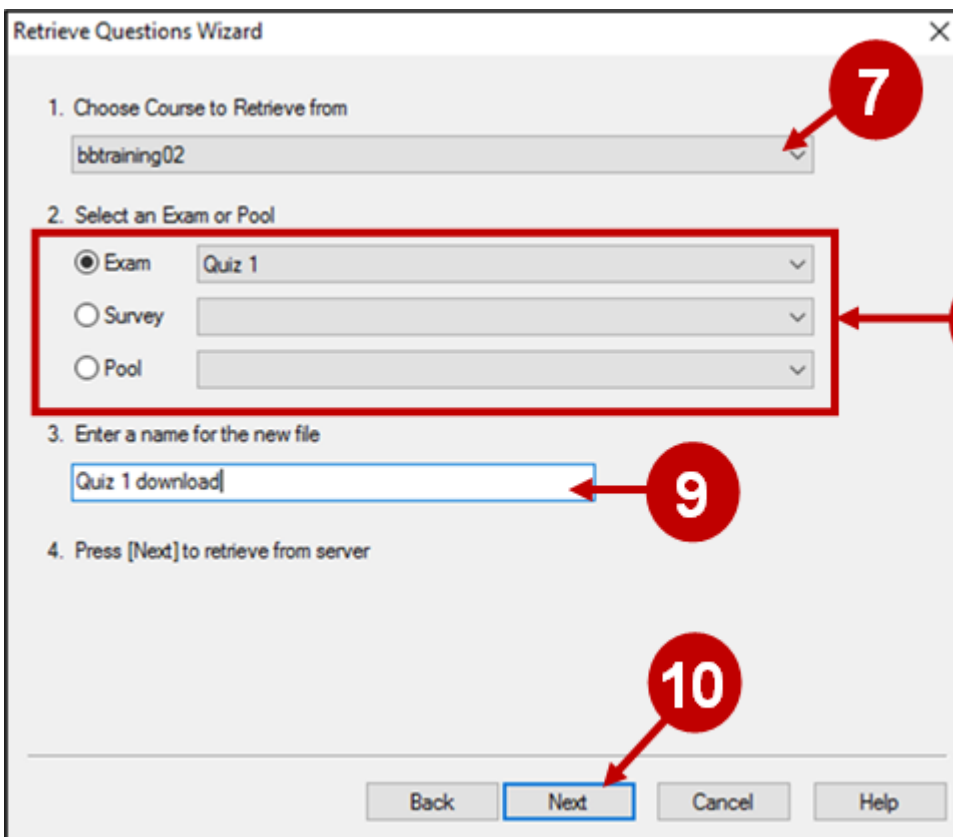 Retrieve Questions Wizard
7
1. Choose Course to Retrieve from
bbtraining02
2. Select an Exam or Pool
Exam Quiz 1
Survey
Pool
3. Enter a name for the new file
Quiz 1 download
9
4. Press [Next] to retrieve from server
10
Back Next Cancel Help